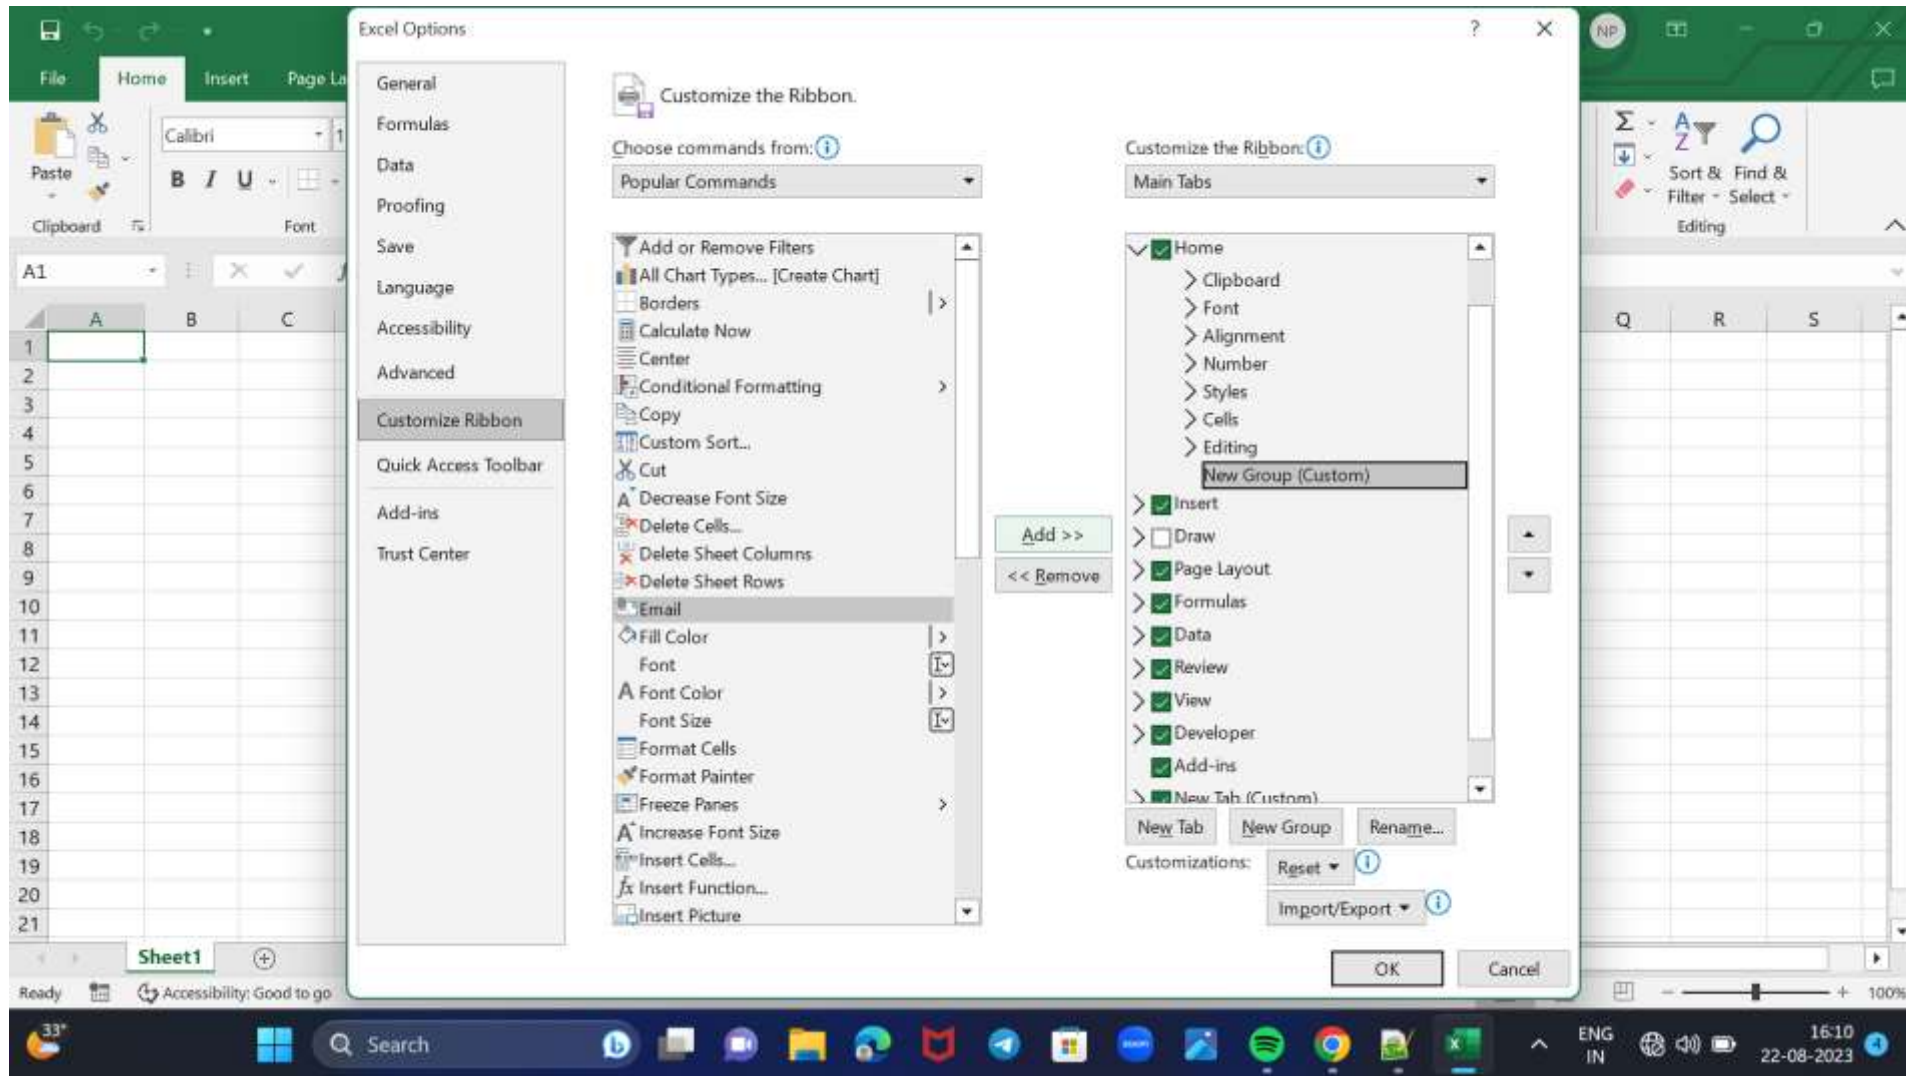 Excel Options
?
NP
File
Home
Insert
Page La
Paste
Clipboard
Calibri
1
B I U
Font
Sort & Filter
Find & Select
Editing
A1
A B C
Q R S
1
2
3
4
5
6
7
8
9
10
11
12
13
14
15
16
17
18
19
20
21
General
Formulas
Data
Proofing
Save
Language
Accessibility
Advanced
Customize Ribbon
Quick Access Toolbar
Add-ins
Trust Center
Customize the Ribbon.
Choose commands from:
Popular Commands
Add or Remove Filters
All Chart Types... [Create Chart]
Borders
Calculate Now
Center
Conditional Formatting
Copy
Custom Sort...
Cut
Decrease Font Size
Delete Cells...
Delete Sheet Columns
Delete Sheet Rows
Email
Fill Color
Font
Font Color
Font Size
Format Cells
Format Painter
Freeze Panes
Increase Font Size
Insert Cells...
Insert Function...
Insert Picture
Add >>
<< Remove
Customize the Ribbon:
Main Tabs
Home
Clipboard
Font
Alignment
Number
Styles
Cells
Editing
New Group (Custom)
Insert
Draw
Page Layout
Formulas
Data
Review
View
Developer
Add-ins
New Tab (Custom)
New Tab
New Group
Rename...
Customizations:
Reset
Import/Export
OK
Cancel
Sheet1
Ready
Accessibility: Good to go
100%
33°
Search
zoom
ENG
IN
16:10
22-08-2023
4